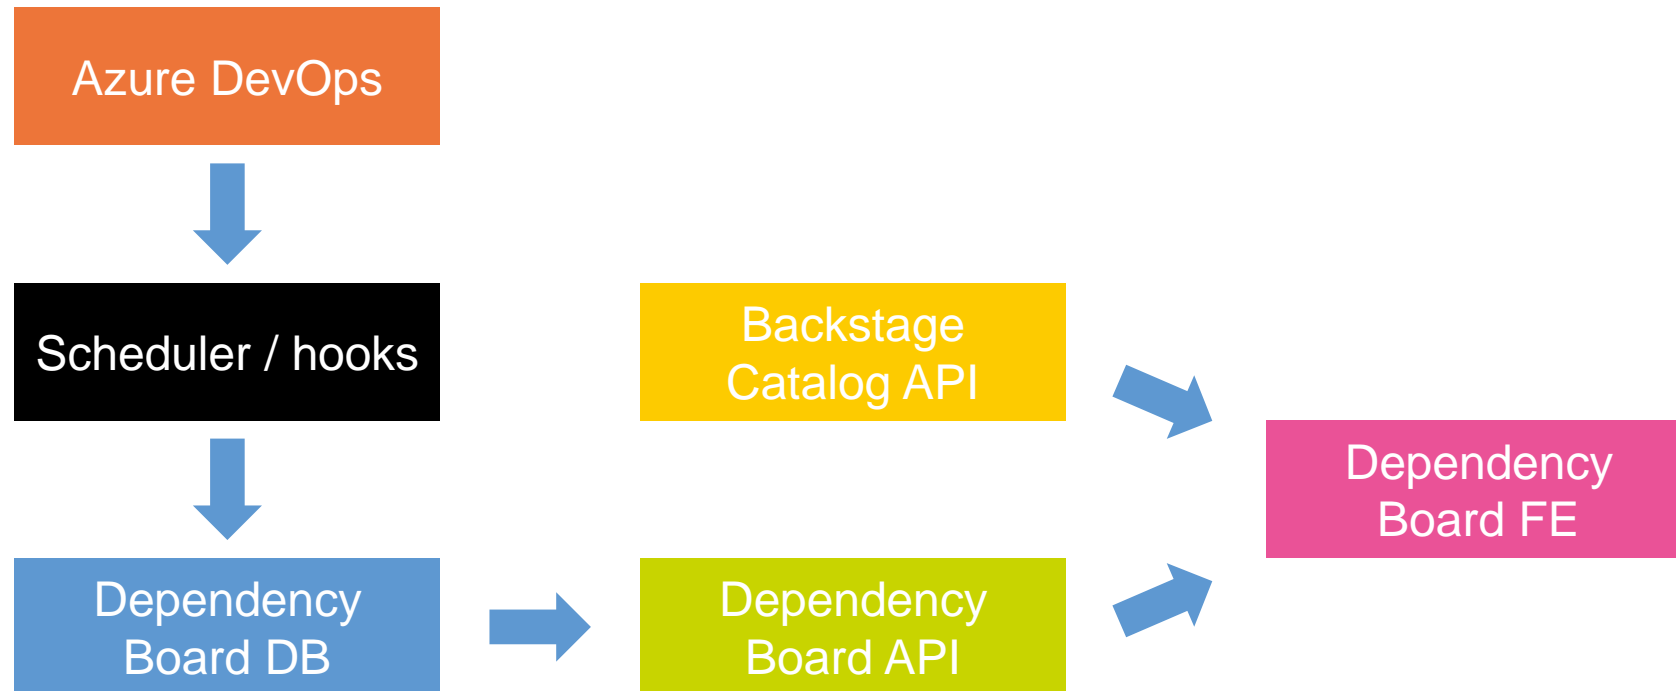 Azure DevOps
Scheduler / hooks
Backstage
Catalog API
Dependency
Board FE
Dependency
Board DB
Dependency
Board API